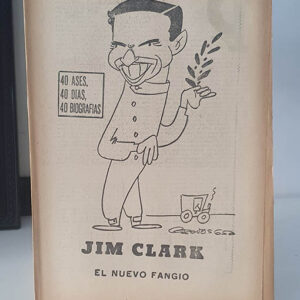 40 ASES,
40 DIAS,
40 BIOGRAFIAS
JIM CLARK
EL NUEVO FANGIO